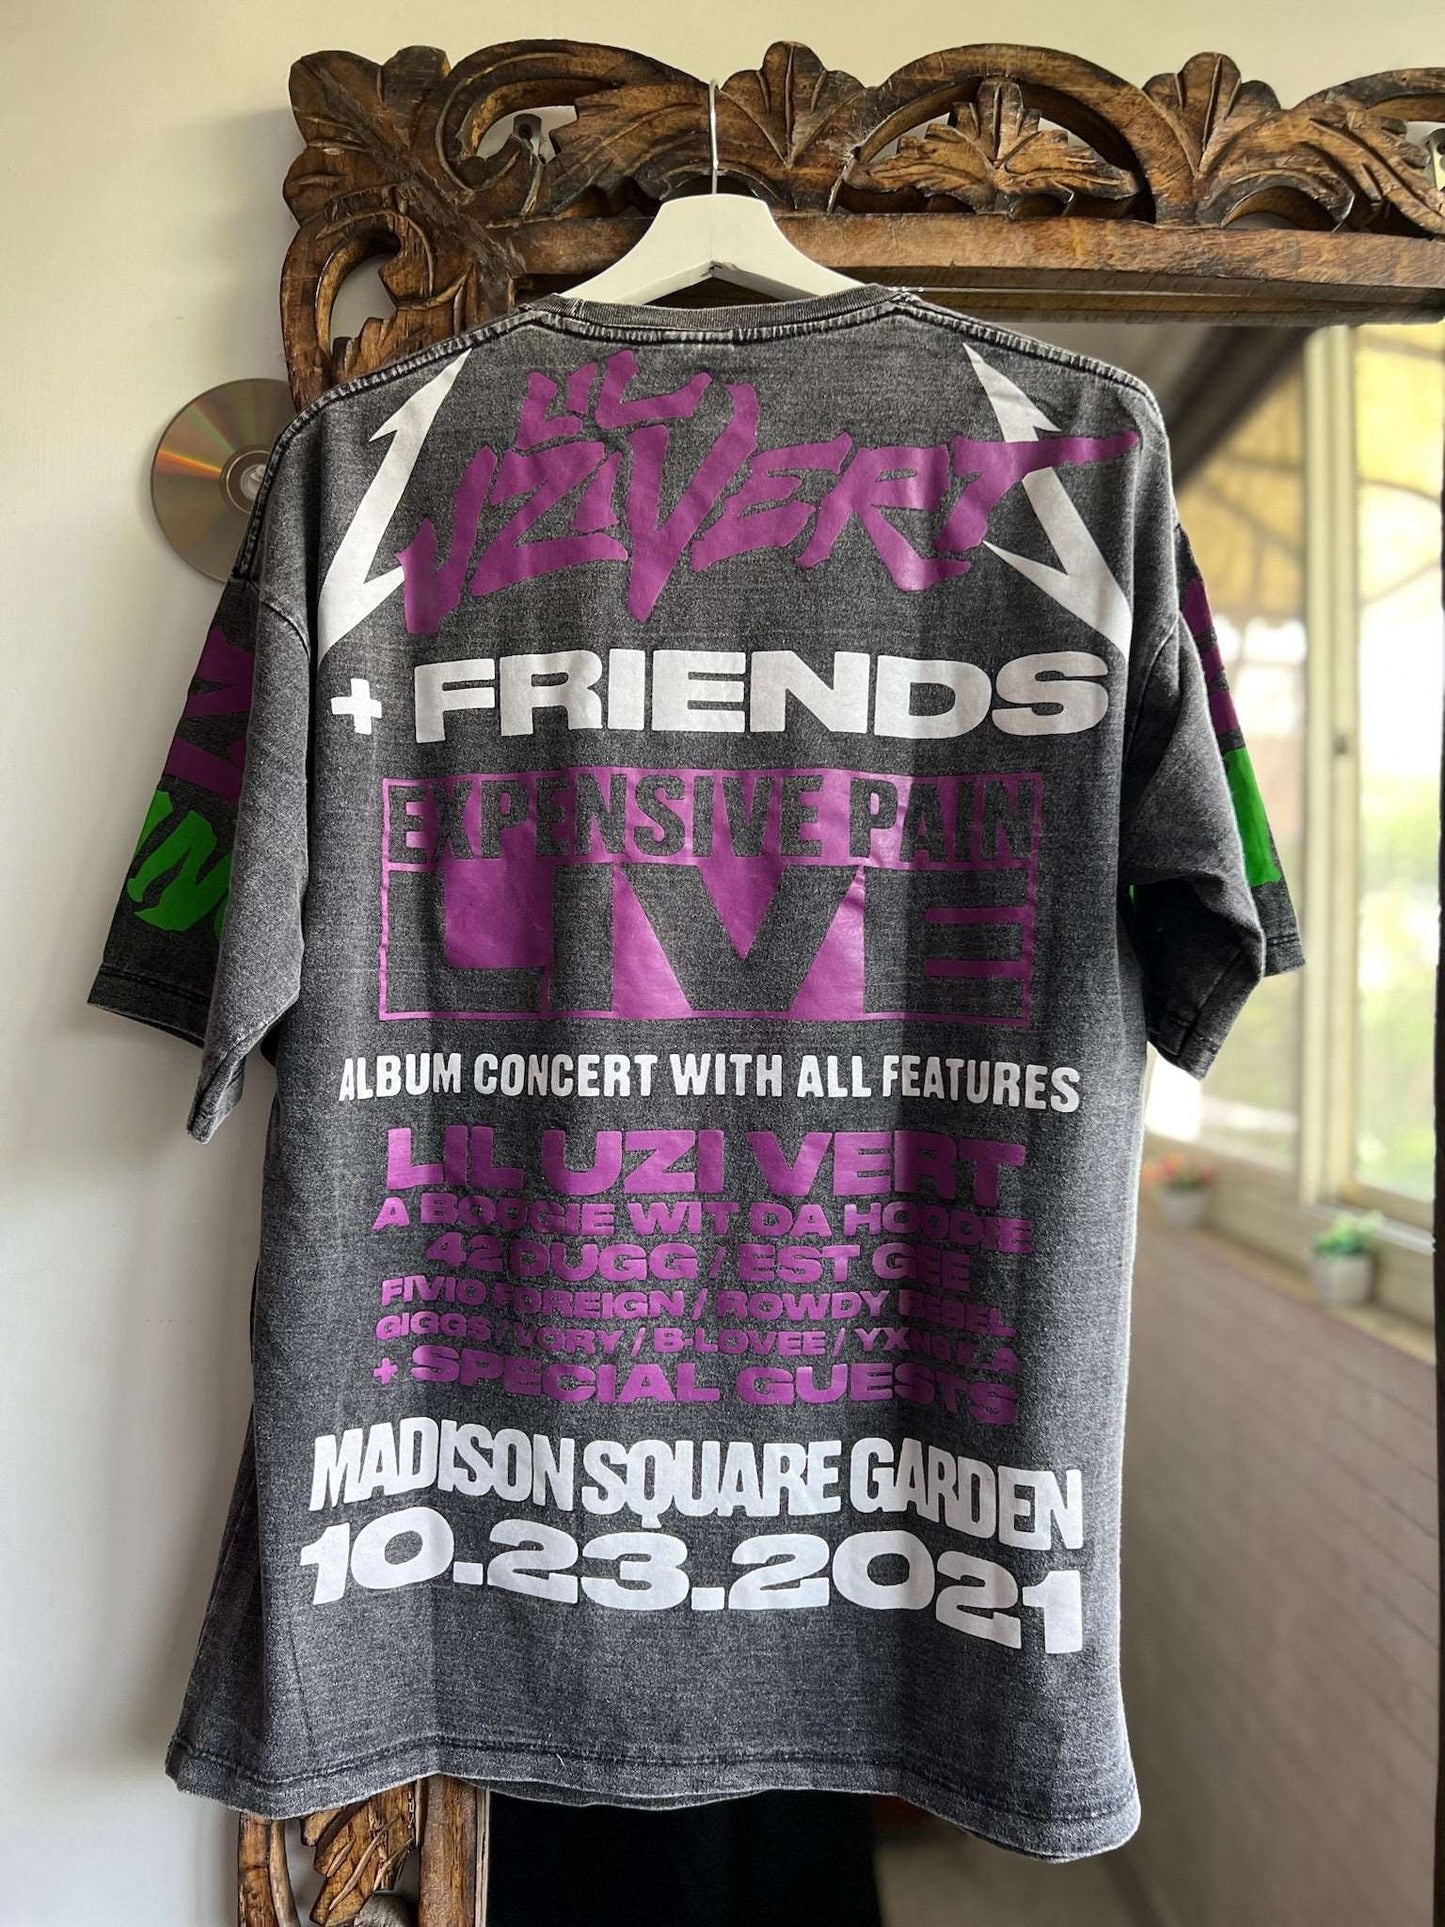 LIL
UZI VERT
+ FRIENDS
EXPENSIVE PAIN
LIVE
ALBUM CONCERT WITH ALL FEATURES
LIL UZI VERT
A BOOGIE WIT DA HOODIE
42 DUGG / EST GEE
FIVIO FOREIGN / ROWDY REBEL
GIGGS / VORY / B-LOVEE / YXNG K.A
+ SPECIAL GUESTS
MADISON SQUARE GARDEN
10.23.2021